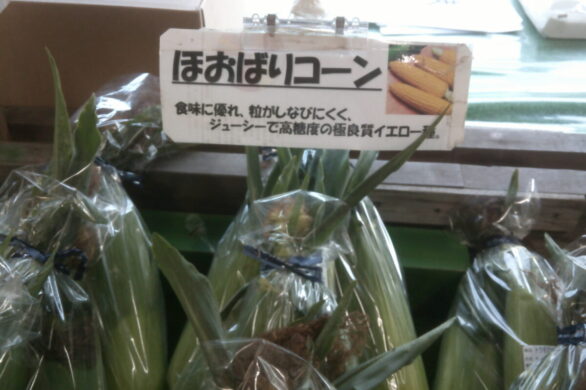 ほおばりコーン
食味に優れ、粒がしなびにくく、
ジューシーで高糖度の極良質イエロー種。